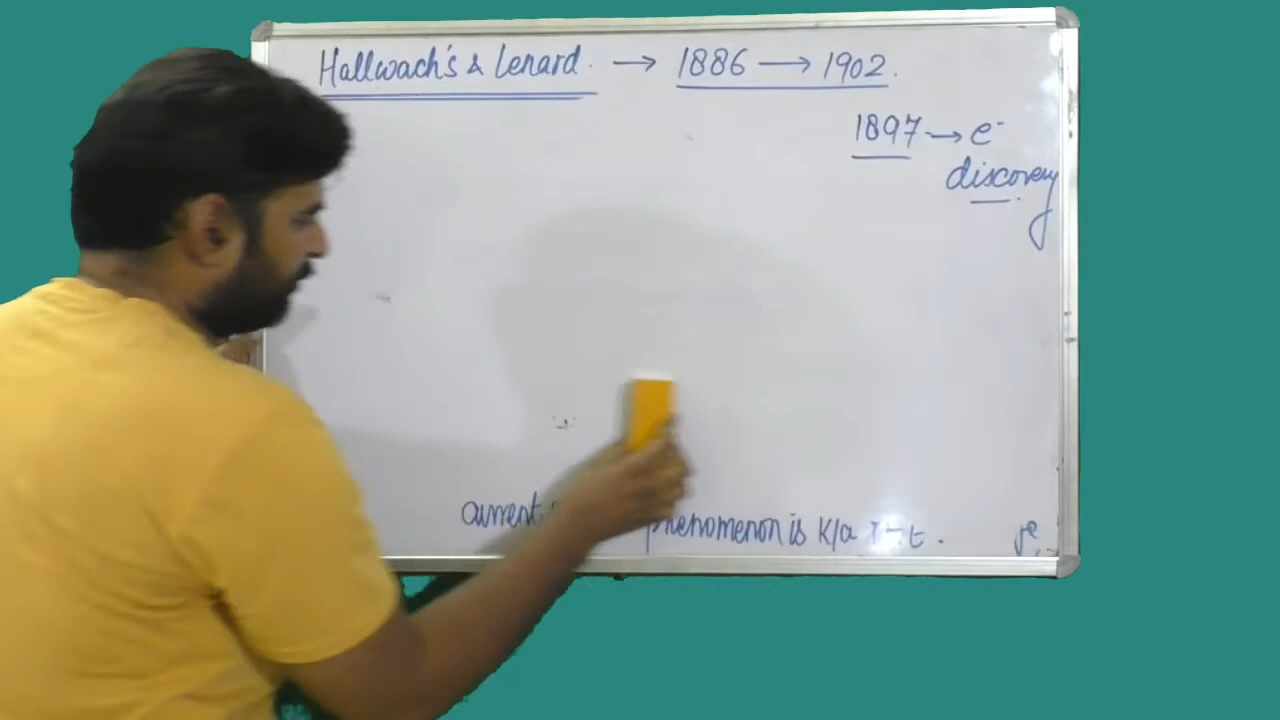 Hallwach's & Lenard. → 1886 → 1902.
1897 → e⁻
discovery
current phenomenon is K/a